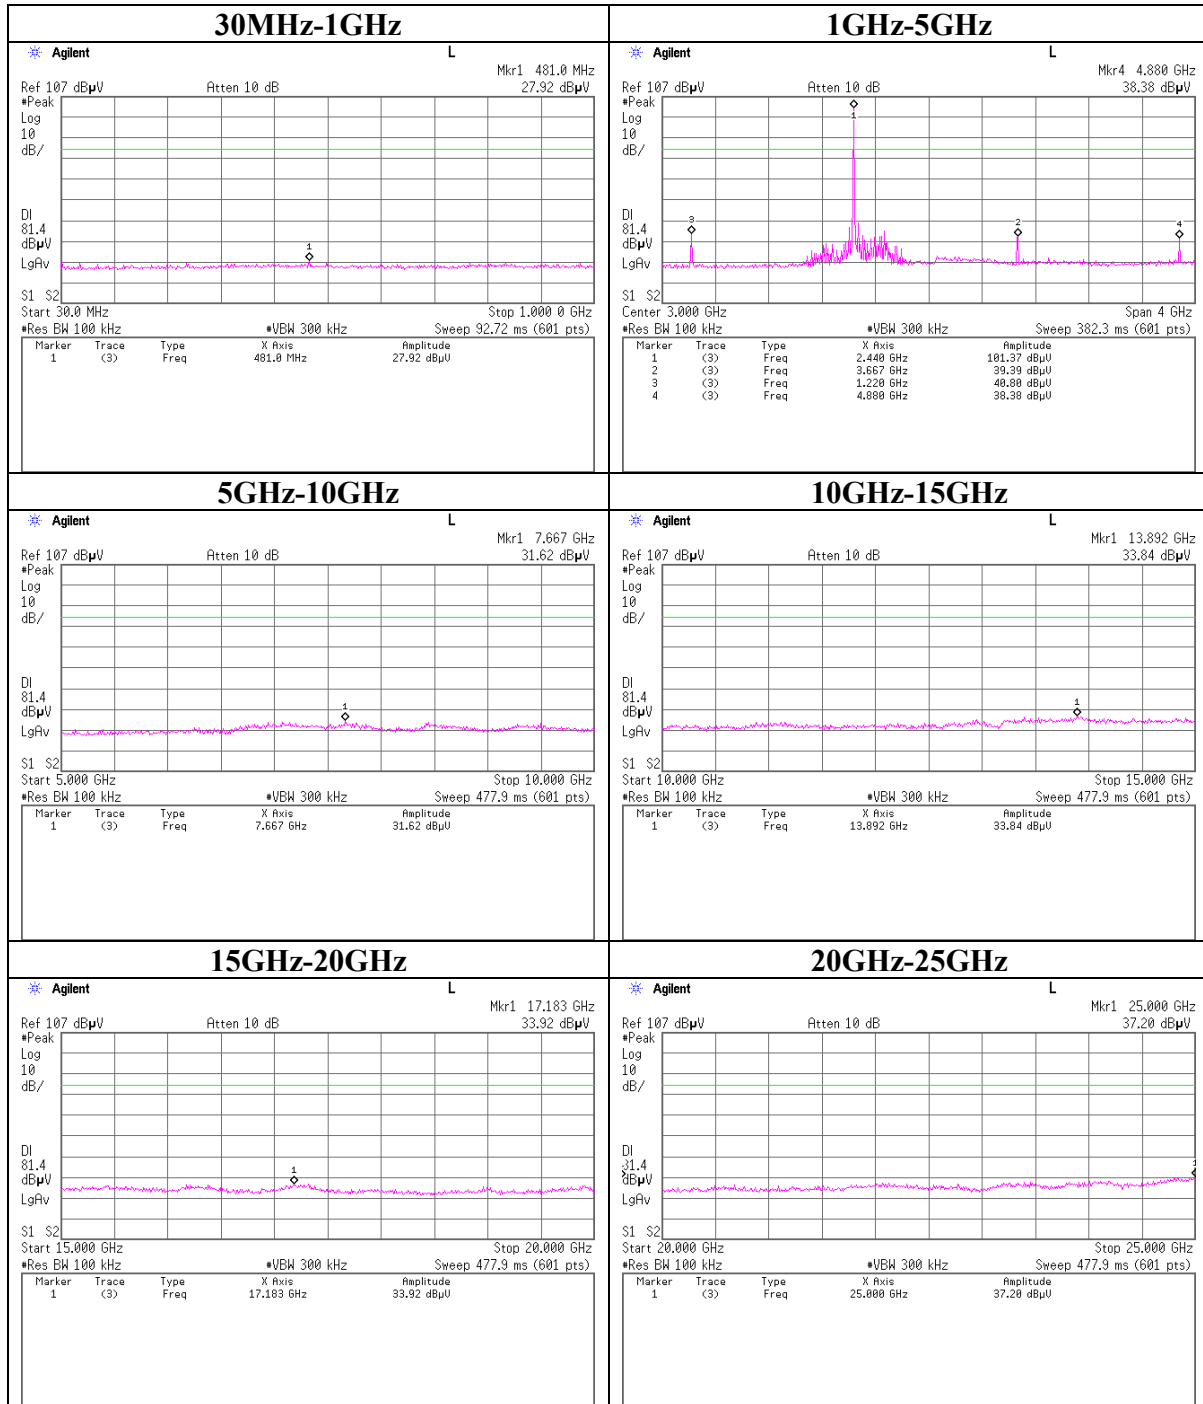 30MHz-1GHz
Agilent L
Mkr1 481.0 MHz
Ref 107 dBµV Atten 10 dB 27.92 dBµV
#Peak
Log
10
dB/
1
DI
81.4
dBµV
LgAv
S1 S2
Start 30.0 MHz Stop 1.000 0 GHz
#Res BW 100 kHz #VBW 300 kHz Sweep 92.72 ms (601 pts)
Marker Trace Type X Axis Amplitude
1 (3) Freq 481.0 MHz 27.92 dBµV
1GHz-5GHz
Agilent L
Mkr4 4.880 GHz
Ref 107 dBµV Atten 10 dB 38.38 dBµV
#Peak
Log
10
dB/
1
3 2 4
DI
81.4
dBµV
LgAv
S1 S2
Center 3.000 GHz Span 4 GHz
#Res BW 100 kHz #VBW 300 kHz Sweep 382.3 ms (601 pts)
Marker Trace Type X Axis Amplitude
1 (3) Freq 2.440 GHz 101.37 dBµV
2 (3) Freq 3.667 GHz 39.39 dBµV
3 (3) Freq 1.220 GHz 40.80 dBµV
4 (3) Freq 4.880 GHz 38.38 dBµV
5GHz-10GHz
Agilent L
Mkr1 7.667 GHz
Ref 107 dBµV Atten 10 dB 31.62 dBµV
#Peak
Log
10
dB/
1
DI
81.4
dBµV
LgAv
S1 S2
Start 5.000 GHz Stop 10.000 GHz
#Res BW 100 kHz #VBW 300 kHz Sweep 477.9 ms (601 pts)
Marker Trace Type X Axis Amplitude
1 (3) Freq 7.667 GHz 31.62 dBµV
10GHz-15GHz
Agilent L
Mkr1 13.892 GHz
Ref 107 dBµV Atten 10 dB 33.84 dBµV
#Peak
Log
10
dB/
1
DI
81.4
dBµV
LgAv
S1 S2
Start 10.000 GHz Stop 15.000 GHz
#Res BW 100 kHz #VBW 300 kHz Sweep 477.9 ms (601 pts)
Marker Trace Type X Axis Amplitude
1 (3) Freq 13.892 GHz 33.84 dBµV
15GHz-20GHz
Agilent L
Mkr1 17.183 GHz
Ref 107 dBµV Atten 10 dB 33.92 dBµV
#Peak
Log
10
dB/
1
DI
81.4
dBµV
LgAv
S1 S2
Start 15.000 GHz Stop 20.000 GHz
#Res BW 100 kHz #VBW 300 kHz Sweep 477.9 ms (601 pts)
Marker Trace Type X Axis Amplitude
1 (3) Freq 17.183 GHz 33.92 dBµV
20GHz-25GHz
Agilent L
Mkr1 25.000 GHz
Ref 107 dBµV Atten 10 dB 37.20 dBµV
#Peak
Log
10
dB/
1
DI
81.4
dBµV
LgAv
S1 S2
Start 20.000 GHz Stop 25.000 GHz
#Res BW 100 kHz #VBW 300 kHz Sweep 477.9 ms (601 pts)
Marker Trace Type X Axis Amplitude
1 (3) Freq 25.000 GHz 37.20 dBµV